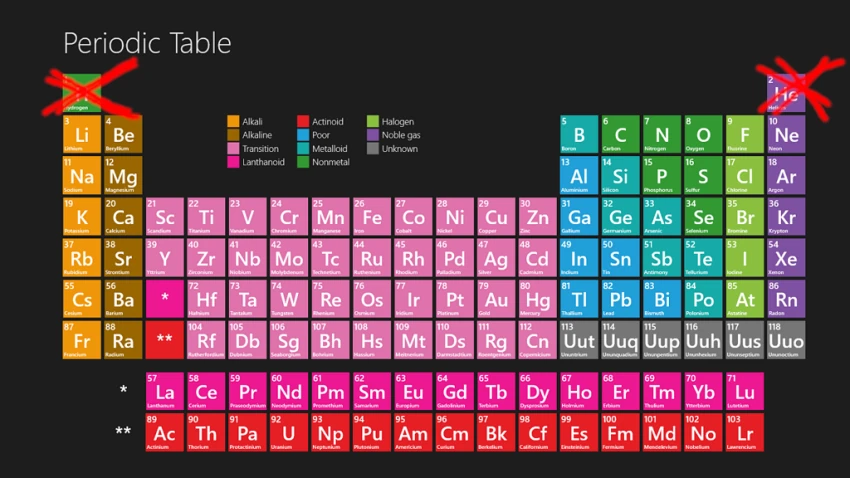 Periodic Table
2
He
Alkali Actinoid Halogen
Alkaline Poor Noble gas
Transition Metalloid Unknown
Lanthanoid Nonmetal
3 4 5 6 7 8 9 10
Li Be B C N O F Ne
Lithium Beryllium Boron Carbon Nitrogen Oxygen Fluorine Neon
11 12 13 14 15 16 17 18
Na Mg Al Si P S Cl Ar
Sodium Magnesium Aluminium Silicon Phosphorus Sulfur Chlorine Argon
19 20 21 22 23 24 25 26 27 28 29 30 31 32 33 34 35 36
K Ca Sc Ti V Cr Mn Fe Co Ni Cu Zn Ga Ge As Se Br Kr
Potassium Calcium Scandium Titanium Vanadium Chromium Manganese Iron Cobalt Nickel Copper Zinc Gallium Germanium Arsenic Selenium Bromine Krypton
37 38 39 40 41 42 43 44 45 46 47 48 49 50 51 52 53 54
Rb Sr Y Zr Nb Mo Tc Ru Rh Pd Ag Cd In Sn Sb Te I Xe
Rubidium Strontium Yttrium Zirconium Niobium Molybdenum Technetium Ruthenium Rhodium Palladium Silver Cadmium Indium Tin Antimony Tellurium Iodine Xenon
55 56 72 73 74 75 76 77 78 79 80 81 82 83 84 85 86
Cs Ba * Hf Ta W Re Os Ir Pt Au Hg Tl Pb Bi Po At Rn
Cesium Barium Hafnium Tantalum Tungsten Rhenium Osmium Iridium Platinum Gold Mercury Thallium Lead Bismuth Polonium Astatine Radon
87 88 104 105 106 107 108 109 110 111 112 113 114 115 116 117 118
Fr Ra ** Rf Db Sg Bh Hs Mt Ds Rg Cn Uut Uuq Uup Uuh Uus Uuo
Francium Radium Rutherfordium Dubnium Seaborgium Bohrium Hassium Meitnerium Darmstadtium Roentgenium Copernicium Ununtrium Ununquadium Ununpentium Ununhexium Ununseptium Ununoctium
57 58 59 60 61 62 63 64 65 66 67 68 69 70 71
* La Ce Pr Nd Pm Sm Eu Gd Tb Dy Ho Er Tm Yb Lu
Lanthanum Cerium Praseodymium Neodymium Promethium Samarium Europium Gadolinium Terbium Dysprosium Holmium Erbium Thulium Ytterbium Lutetium
89 90 91 92 93 94 95 96 97 98 99 100 101 102 103
** Ac Th Pa U Np Pu Am Cm Bk Cf Es Fm Md No Lr
Actinium Thorium Protactinium Uranium Neptunium Plutonium Americium Curium Berkelium Californium Einsteinium Fermium Mendelevium Nobelium Lawrencium